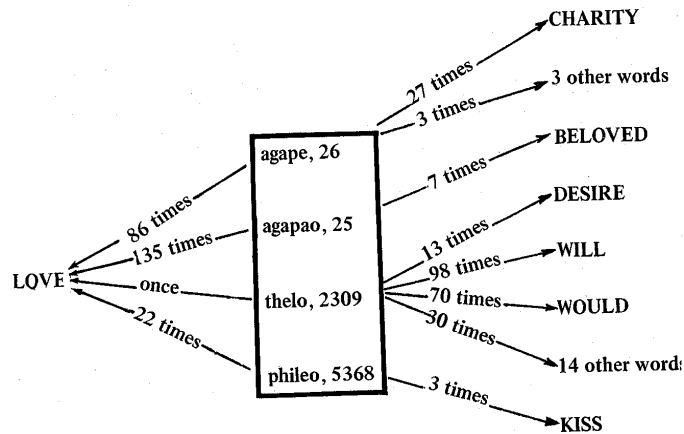 CHARITY
27 times
3 times
3 other words
agape, 26
BELOVED
7 times
86 times
DESIRE
agapao, 25
135 times
13 times
WILL
98 times
LOVE
once
thelo, 2309
70 times
WOULD
22 times
30 times
14 other words
phileo, 5368
3 times
KISS